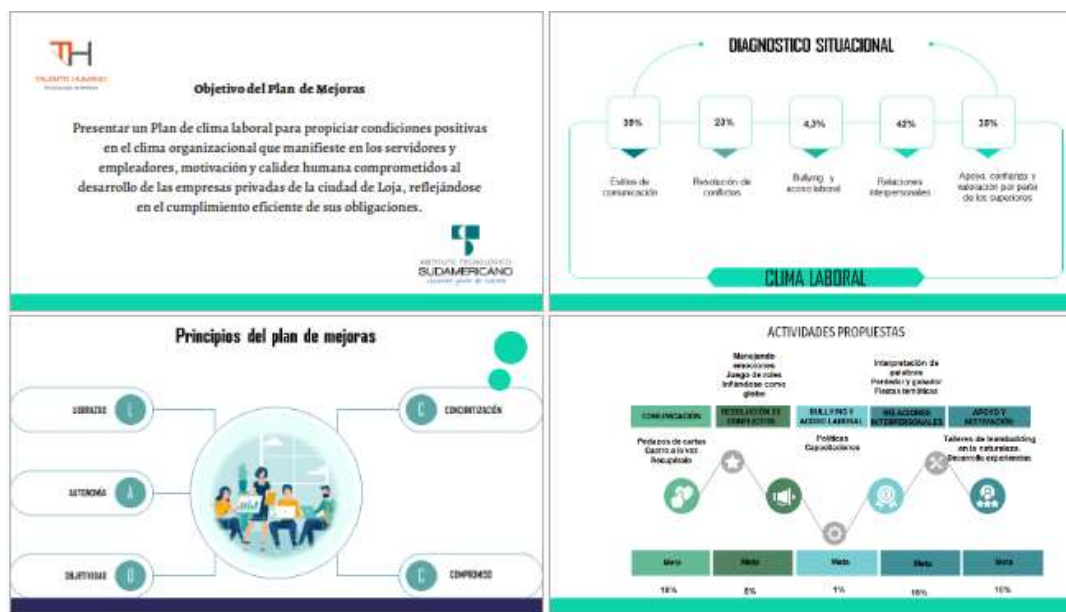 TH
TALENTO HUMANO
Objetivo del Plan de Mejoras
Presentar un Plan de clima laboral para propiciar condiciones positivas
en el clima organizacional que manifieste en los servidores y
empleadores, motivación y calidez humana comprometidos al
desarrollo de las empresas privadas de la ciudad de Loja, reflejándose
en el cumplimiento eficiente de sus obligaciones.
INSTITUTO TECNOLÓGICO
SUDAMERICANO
DIAGNOSTICO SITUACIONAL
23%
4,3%
42%
Estilos de
comunicación
Resolución de
conflictos
Bullying y
acoso laboral
Relaciones
interpersonales
Apoyo, confianza y
valoración por parte
de los superiores
CLIMA LABORAL
Principios del plan de mejoras
LIDERAZGO
L
C
CONCIENTIZACIÓN
AUTONOMÍA
A
OBJETIVIDAD
O
C
COMPROMISO
ACTIVIDADES PROPUESTAS
Manejando
emociones
Juego de roles
Inflándose como
globo
Interpretación de
palabras
Perdedor y ganador
Fiestas temáticas
COMUNICACIÓN
RESOLUCIÓN DE
CONFLICTOS
BULLYING Y
ACOSO LABORAL
RELACIONES
INTERPERSONALES
APOYO Y
MOTIVACIÓN
Pedazos de cartas
Cuatro a la vez
Recupéralo
Políticas
Capacitaciones
Talleres de teambuilding
en la naturaleza
Desarrollo experiencias
Meta
Meta
Meta
Meta
Meta
5%
1%